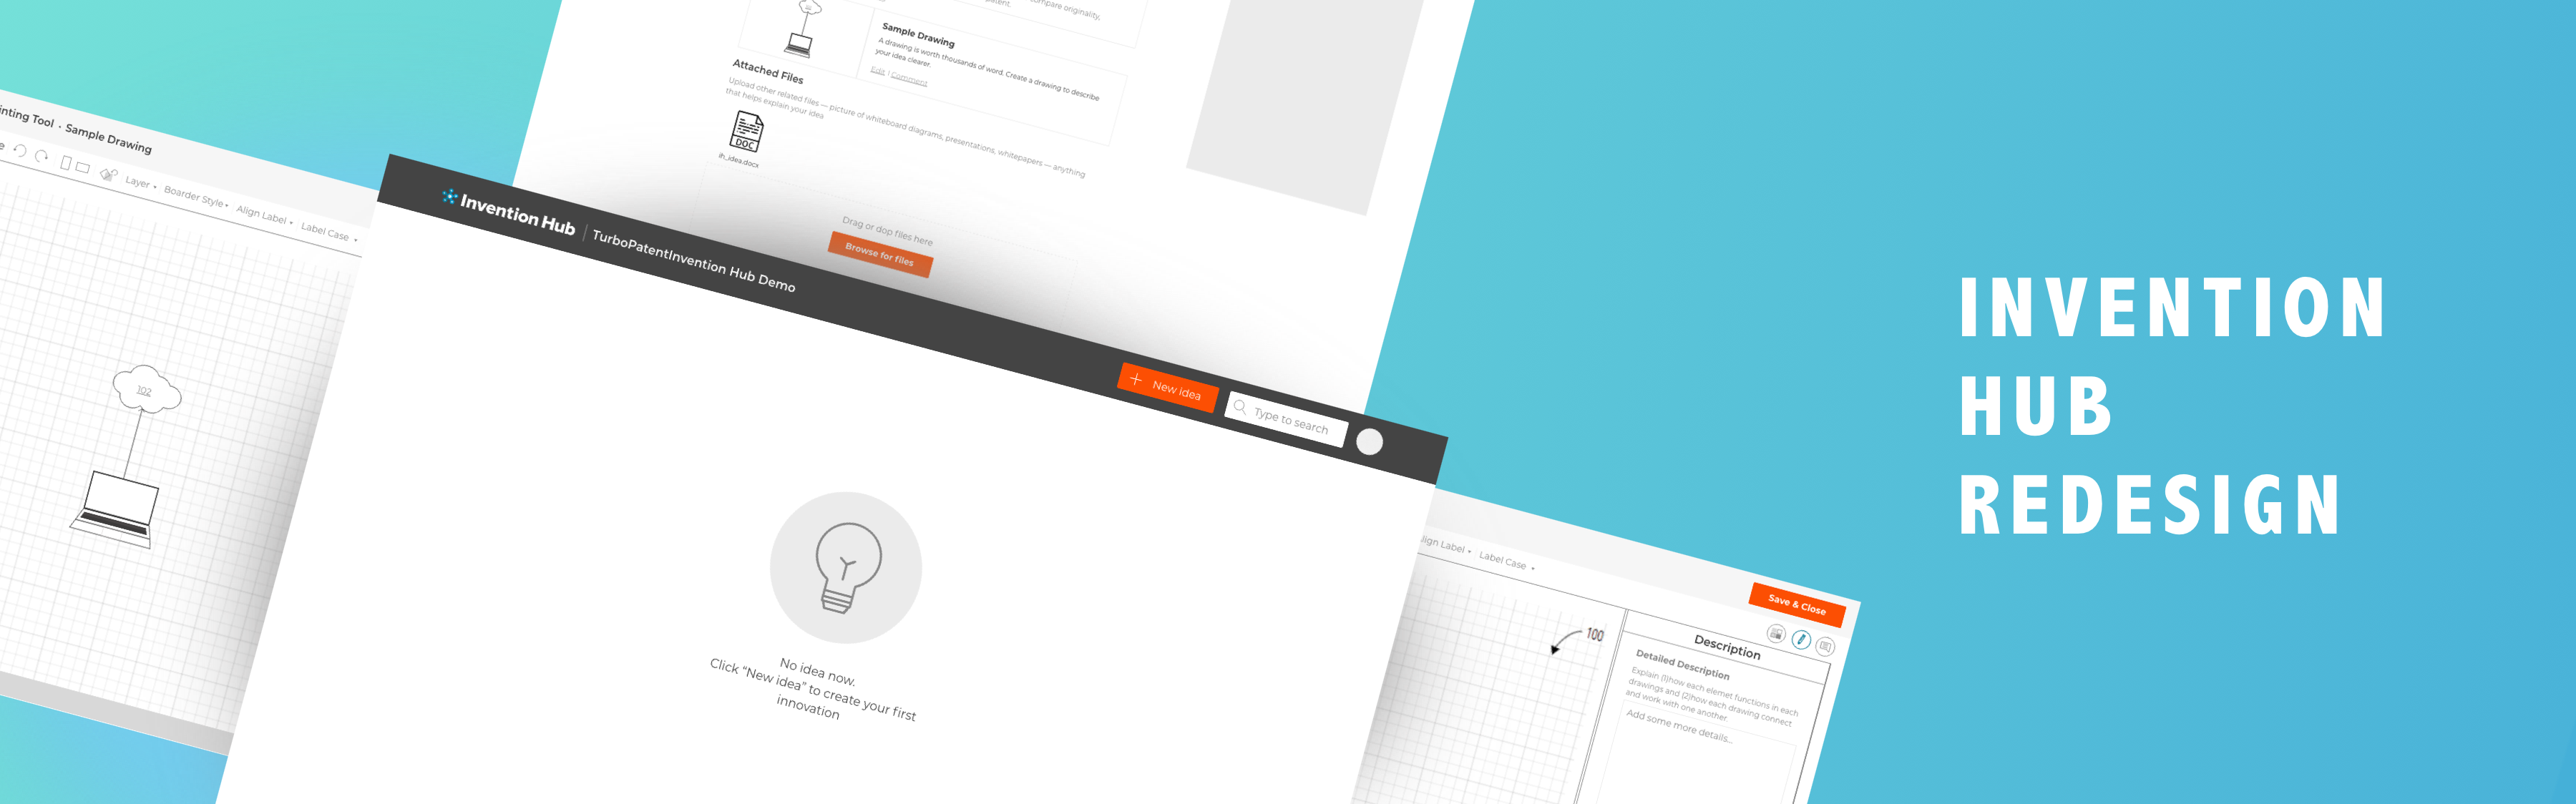 compare originality,
patent.
Sample Drawing
A drawing is worth thousands of word. Create a drawing to describe
your idea clearer.
Edit | Comment
Attached Files
Upload other related files — picture of whiteboard diagrams, presentations, whitepapers — anything
that helps explain your idea
DOC
ih_idea.docx
Drag or dop files here
Browse for files
inting Tool · Sample Drawing
Layer
Boarder Style
Align Label
Label Case
102
Invention Hub | TurboPatentInvention Hub Demo
+ New idea
Type to search
No idea now.
Click “New idea” to create your first
innovation
lign Label
Label Case
Save & Close
100
Description
Detailed Description
Explain (1)how each elemet functions in each
drawings and (2)how each drawing connect
and work with one another.
Add some more details...
INVENTION
HUB
REDESIGN